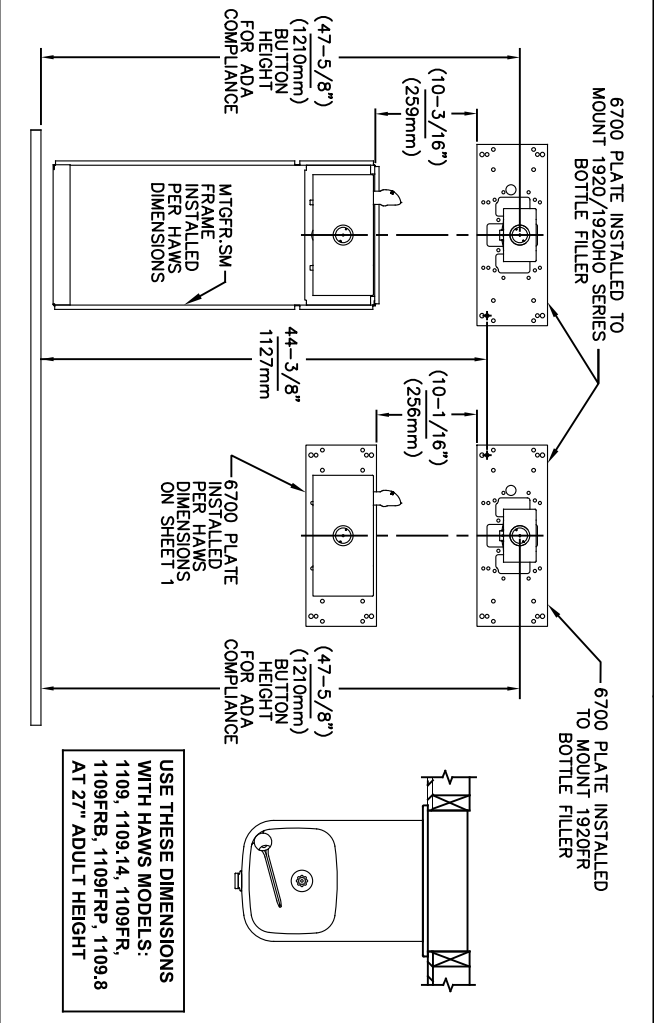 6700 PLATE INSTALLED TO
MOUNT 1920/1920HO SERIES
BOTTLE FILLER
6700 PLATE INSTALLED
TO MOUNT 1920FR
BOTTLE FILLER
(47-5/8")
(1210mm)
BUTTON
HEIGHT
FOR ADA
COMPLIANCE
(10-3/16")
(259mm)
MTGFR.SM
FRAME
INSTALLED
PER HAWS
DIMENSIONS
44-3/8"
1127mm
(10-1/16")
(256mm)
6700 PLATE
INSTALLED
PER HAWS
DIMENSIONS
ON SHEET 1
(47-5/8")
(1210mm)
BUTTON
HEIGHT
FOR ADA
COMPLIANCE
USE THESE DIMENSIONS
WITH HAWS MODELS:
1109, 1109.14, 1109FR,
1109FRB, 1109FRP, 1109.8
AT 27" ADULT HEIGHT